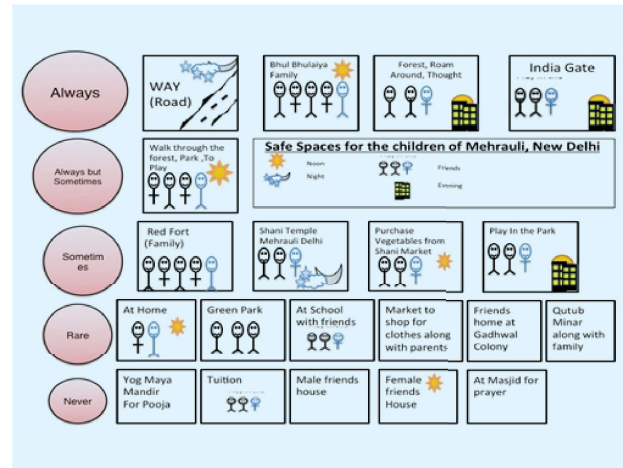 Always
WAY
(Road)
Bhul Bhulaiya
Family
Forest, Roam
Around, Thought
India Gate
Always but
Sometimes
Walk through the
forest, Park ,To
Play
Safe Spaces for the children of Mehrauli, New Delhi
Noon
Night
Friends
Evening
Sometim
es
Red Fort
(Family)
Shani Temple
Mehrauli Delhi
Purchase
Vegetables from
Shani Market
Play In the Park
Rare
At Home
Green Park
At School
with friends
Market to
shop for
clothes along
with parents
Friends
home at
Gadhwal
Colony
Qutub
Minar
along with
family
Never
Yog Maya
Mandir
For Pooja
Tuition
Male friends
house
Female
friends
House
At Masjid for
prayer